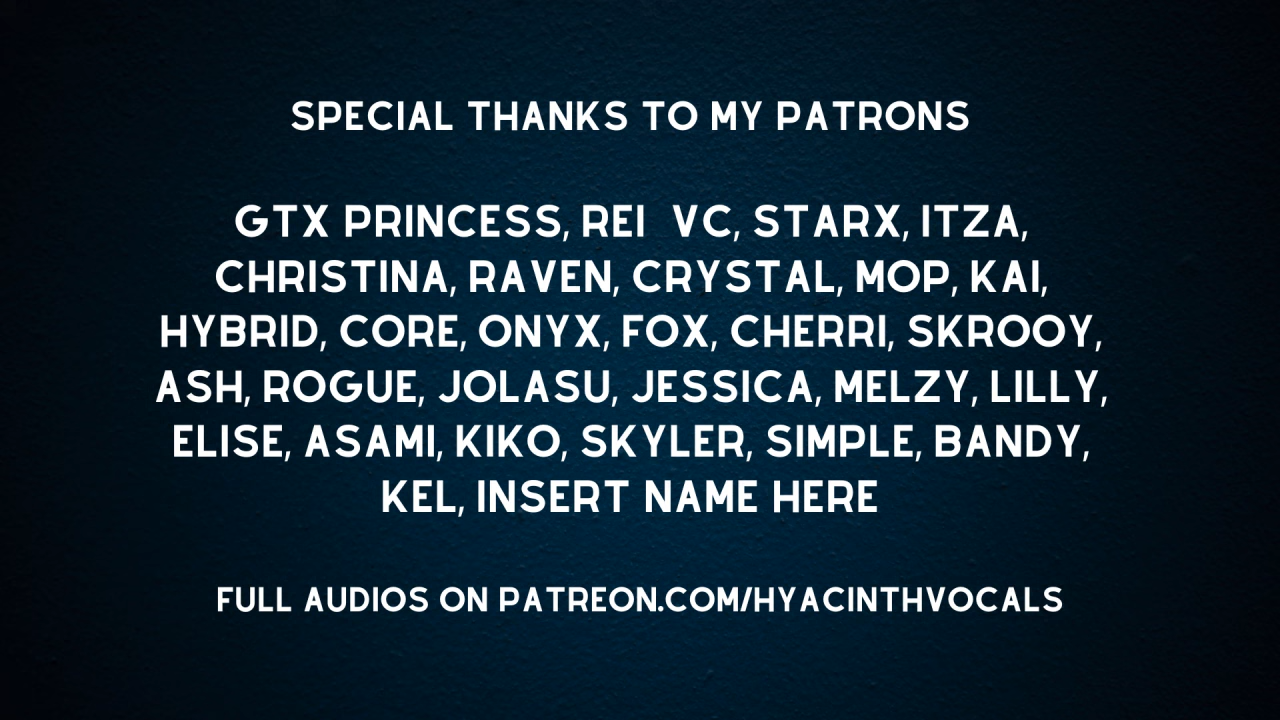 SPECIAL THANKS TO MY PATRONS
GTX PRINCESS, REI  VC, STARX, ITZA,
CHRISTINA, RAVEN, CRYSTAL, MOP, KAI,
HYBRID, CORE, ONYX, FOX, CHERRI, SKROOY,
ASH, ROGUE, JOLASU, JESSICA, MELZY, LILLY,
ELISE, ASAMI, KIKO, SKYLER, SIMPLE, BANDY,
KEL, INSERT NAME HERE
FULL AUDIOS ON PATREON.COM/HYACINTHVOCALS